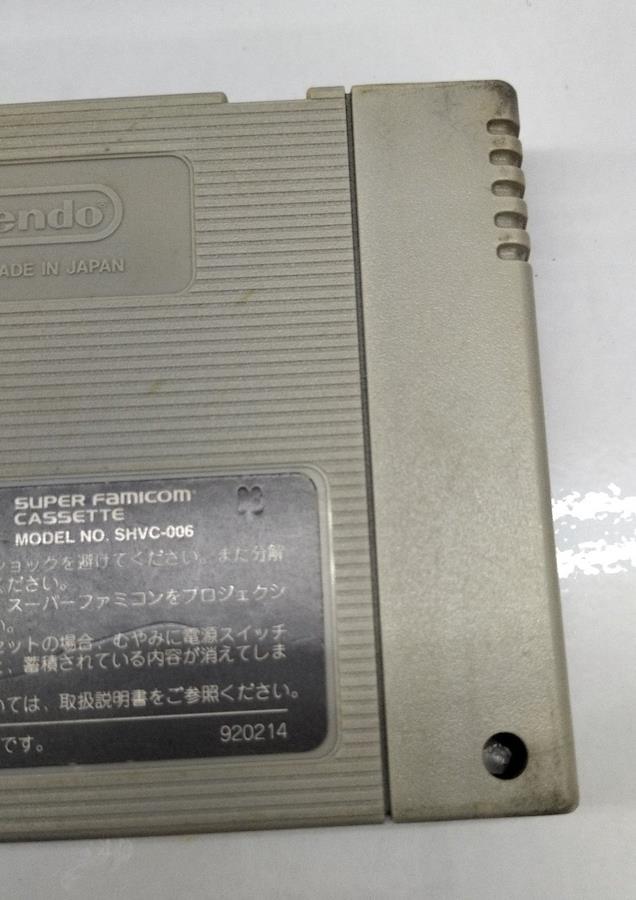 endo
ADE IN JAPAN
SUPER FAMICOM
CASSETTE
MODEL NO. SHVC-006
ショックを避けてください。また分解
ください。
スーパーファミコンをプロジェクシ
い。
セットの場合、むやみに電源スイッチ
と、蓄積されている内容が消えてしま
いては、取扱説明書をご参照ください。
です。
920214